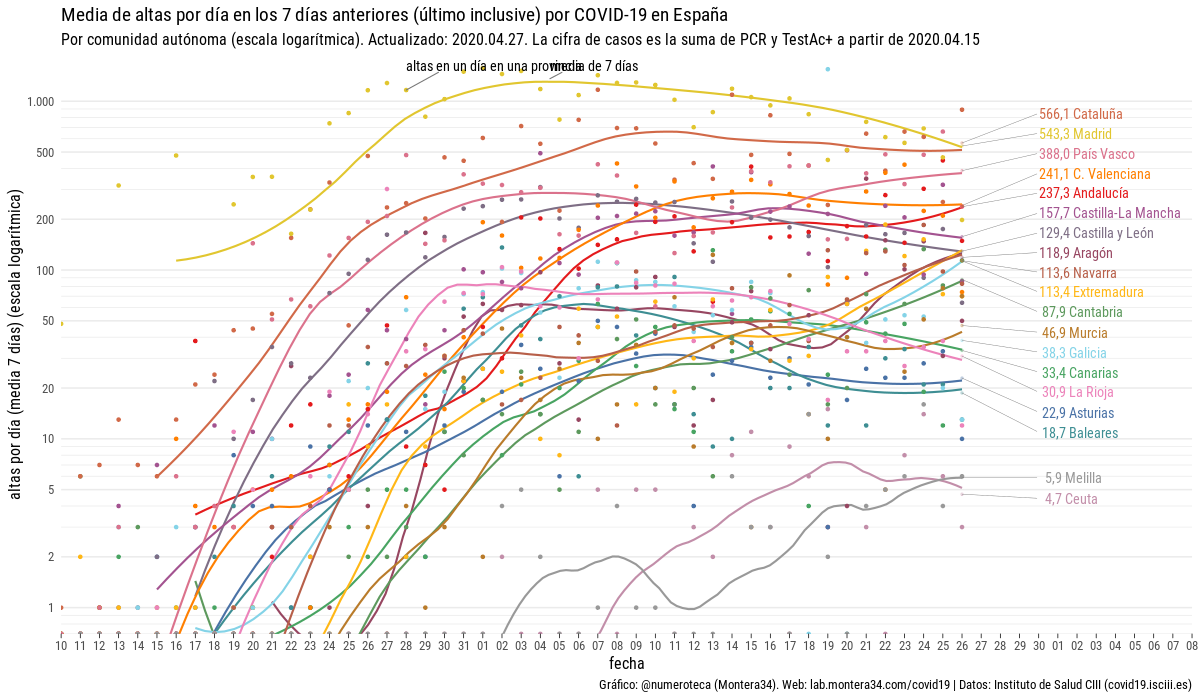 Media de altas por día en los 7 días anteriores (último inclusive) por COVID-19 en España
Por comunidad autónoma (escala logarítmica). Actualizado: 2020.04.27. La cifra de casos es la suma de PCR y TestAc+ a partir de 2020.04.15
altas en un día en una provincia
media de 7 días
altas por día (media 7 días) (escala logarítmica)
1.000
500
200
100
50
20
10
5
2
1
566,1 Cataluña
543,3 Madrid
388,0 País Vasco
241,1 C. Valenciana
237,3 Andalucía
157,7 Castilla-La Mancha
129,4 Castilla y León
118,9 Aragón
113,6 Navarra
113,4 Extremadura
87,9 Cantabria
46,9 Murcia
38,3 Galicia
33,4 Canarias
30,9 La Rioja
22,9 Asturias
18,7 Baleares
5,9 Melilla
4,7 Ceuta
10 11 12 13 14 15 16 17 18 19 20 21 22 23 24 25 26 27 28 29 30 31 01 02 03 04 05 06 07 08 09 10 11 12 13 14 15 16 17 18 19 20 21 22 23 24 25 26 27 28 29 30 01 02 03 04 05 06 07 08
fecha
Gráfico: @numeroteca (Montera34). Web: lab.montera34.com/covid19 | Datos: Instituto de Salud CIII (covid19.isciii.es)